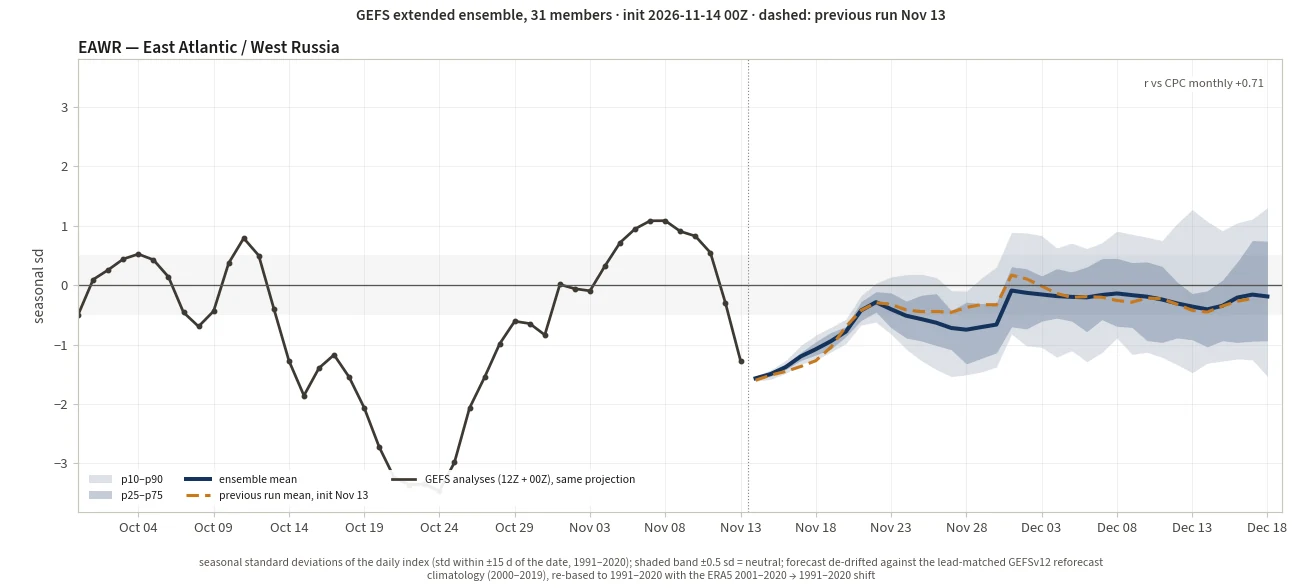 GEFS extended ensemble, 31 members · init 2026-11-14 00Z · dashed: previous run Nov 13
EAWR — East Atlantic / West Russia
r vs CPC monthly +0.71
seasonal sd
3
2
1
0
−1
−2
−3
p10–p90
p25–p75
ensemble mean
previous run mean, init Nov 13
GEFS analyses (12Z + 00Z), same projection
Oct 04 Oct 09 Oct 14 Oct 19 Oct 24 Oct 29 Nov 03 Nov 08 Nov 13 Nov 18 Nov 23 Nov 28 Dec 03 Dec 08 Dec 13 Dec 18
seasonal standard deviations of the daily index (std within ±15 d of the date, 1991–2020); shaded band ±0.5 sd = neutral; forecast de-drifted against the lead-matched GEFSv12 reforecast
climatology (2000–2019), re-based to 1991–2020 with the ERA5 2001–2020 → 1991–2020 shift